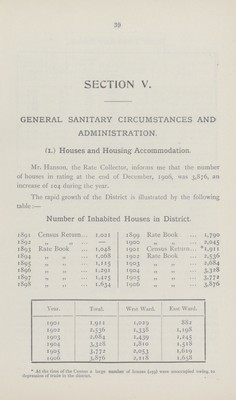 39
SECTION V.
GENERAL SANITARY CIRCUMSTANCES AND
ADMINISTRATION.
(1.) Houses and Housing Accommodation.
Mr. Hanson, the Rate Collector, informs me that the number
of houses in rating at the end of December, 1906, was 3,876, an
increase of 104 during the year.
The rapid growth of the District is illustrated by the following
table :—
Number of Inhabited Houses in District.
1891 Census Return... 1,021
1892 „ „ —
1893 Rate Book ... 1,048
1894 „ „ ... 1,068
1895 „ „ ... 1,115
1896 „ „ ... 1,291
1897 „ „ ... 1,425
1898 „ „ ... 1,634
1899 Rate Book ... 1,790
1900 „ „ ... 2,045
1901 Census Return... *1,911
1902 Rate Book ... 2,536
1903 „ „ ... 2,684
1904 „ „ ... 3,328
1905 „ „ ... 3,772
1906 „ „ ... 3,876
Year. Total. West Ward. East Ward.
1901 1,911 1,029 882
1902 2,536 1,338 1,198
1903 2,684 1,439 1,245
1904 3,328 1,810 1,518
1905 3,772 2,053 1,619
1906 3,876 2,218 1,658
* At the time of the Census a large number of houses were unoccupied owing to
depression of trade in the district.